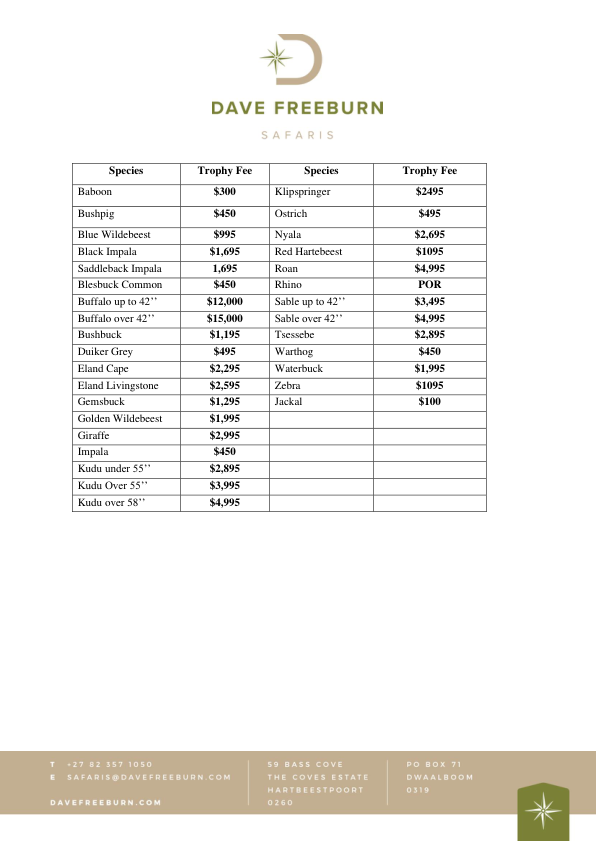 DAVE FREEBURN
SAFARIS
Species Trophy Fee Species Trophy Fee
Baboon $300 Klipspringer $2495
Bushpig $450 Ostrich $495
Blue Wildebeest $995 Nyala $2,695
Black Impala $1,695 Red Hartebeest $1095
Saddleback Impala 1,695 Roan $4,995
Blesbuck Common $450 Rhino POR
Buffalo up to 42’’ $12,000 Sable up to 42’’ $3,495
Buffalo over 42’’ $15,000 Sable over 42’’ $4,995
Bushbuck $1,195 Tsessebe $2,895
Duiker Grey $495 Warthog $450
Eland Cape $2,295 Waterbuck $1,995
Eland Livingstone $2,595 Zebra $1095
Gemsbuck $1,295 Jackal $100
Golden Wildebeest $1,995
Giraffe $2,995
Impala $450
Kudu under 55’’ $2,895
Kudu Over 55’’ $3,995
Kudu over 58’’ $4,995
T +27 82 357 1050
E SAFARIS@DAVEFREEBURN.COM
DAVEFREEBURN.COM
59 BASS COVE
THE COVES ESTATE
HARTBEESTPOORT
0260
PO BOX 71
DWAALBOOM
0319